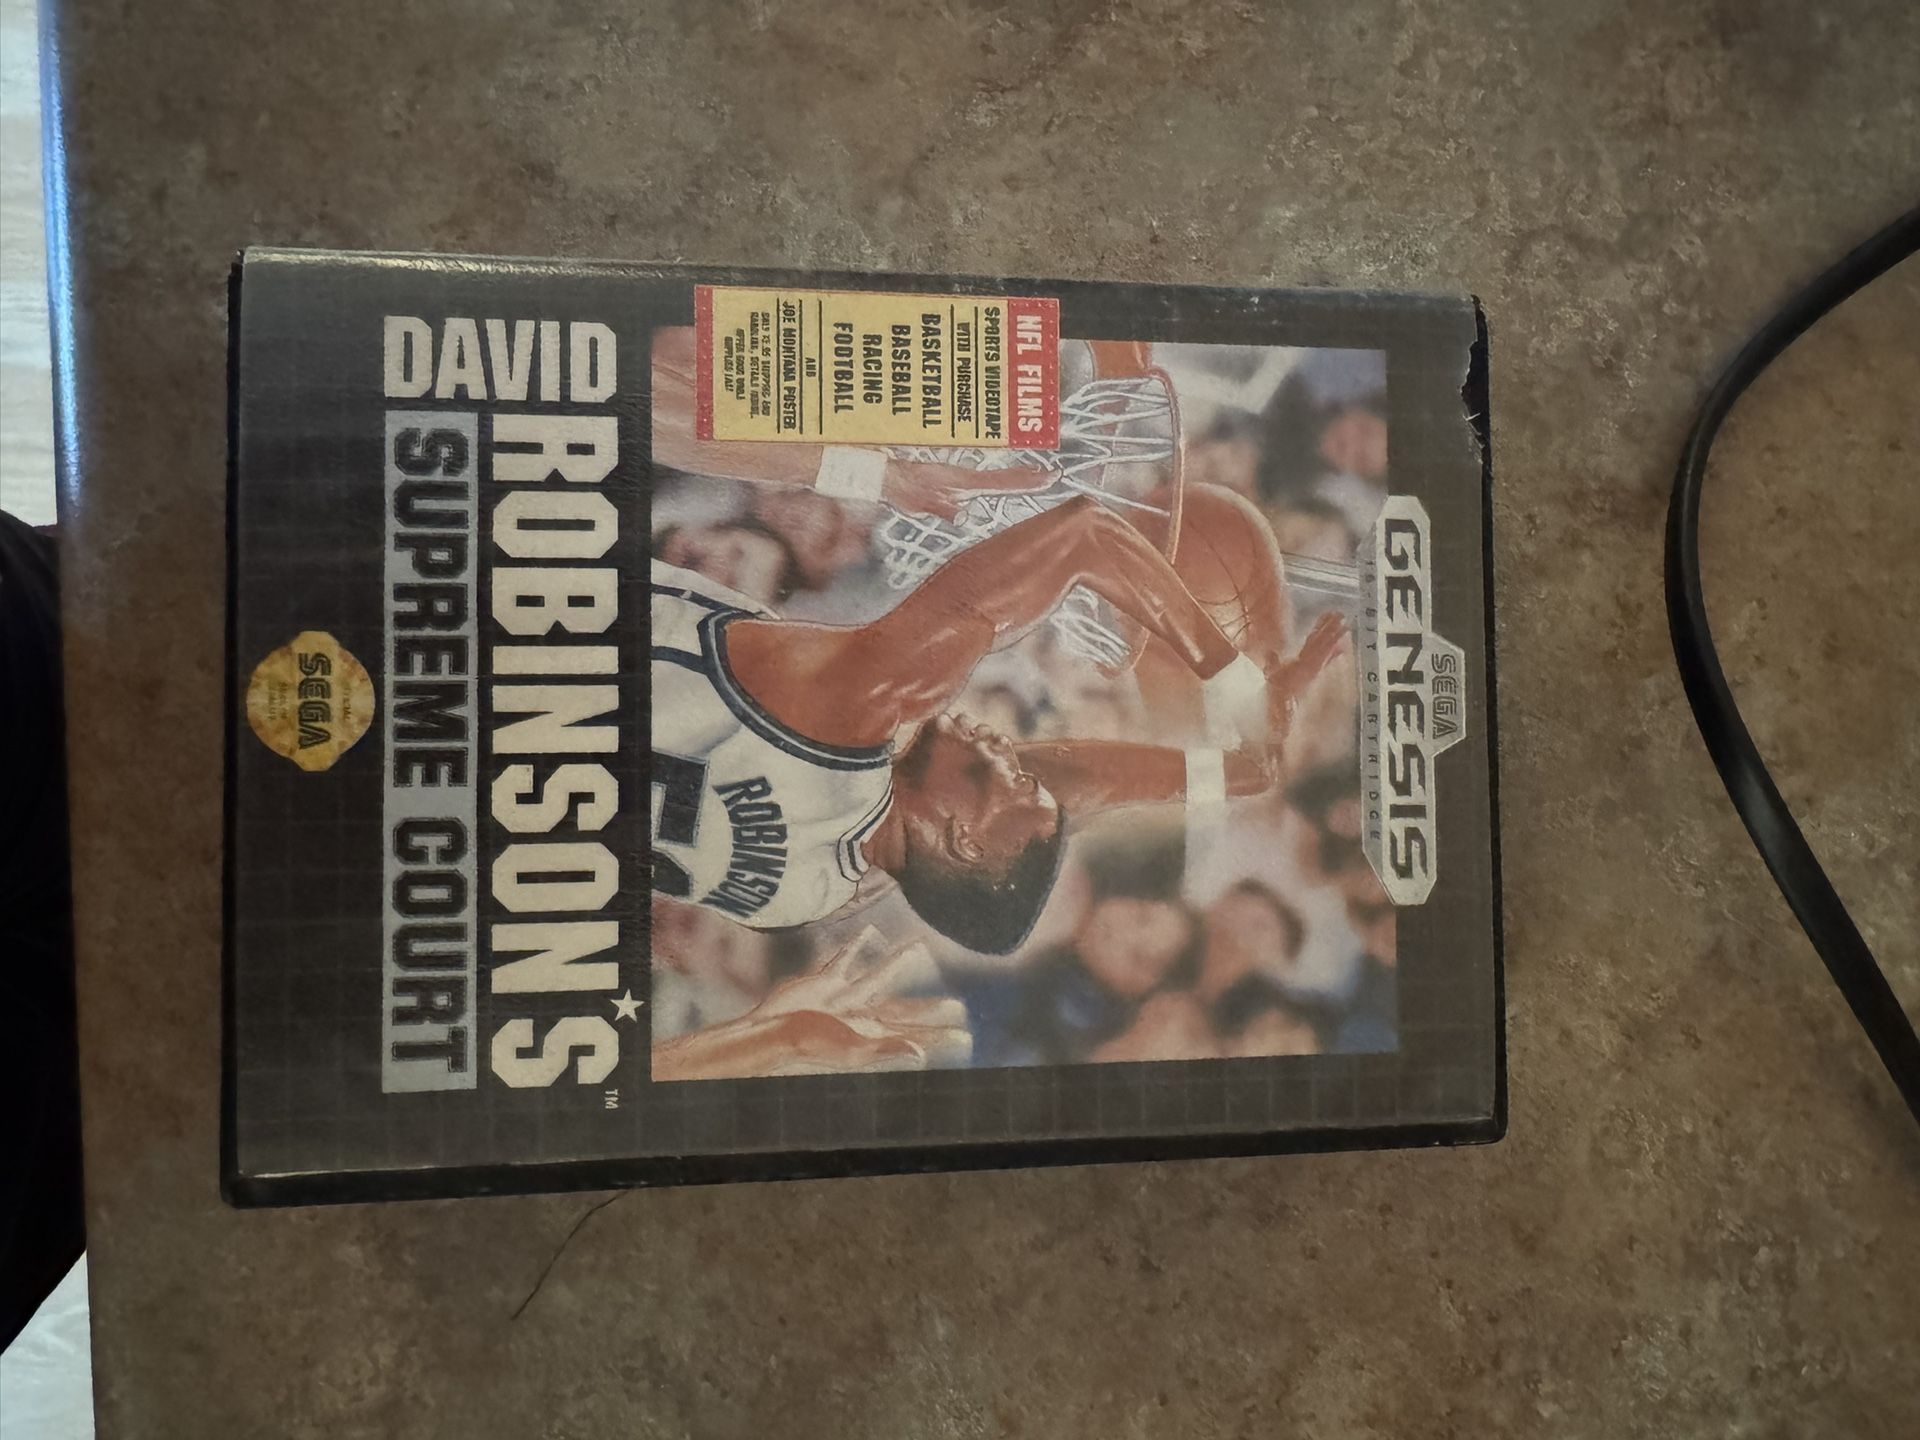 SEGA
GENESIS
16-BIT CARTRIDGE
NFL FILMS
SPORTS VIDEOTAPE
WITH PURCHASE
BASKETBALL
BASEBALL
RACING
FOOTBALL
AND
JOE MONTANA POSTER
ROBINSON
DAVID
ROBINSON'S™
SUPREME COURT
SEGA